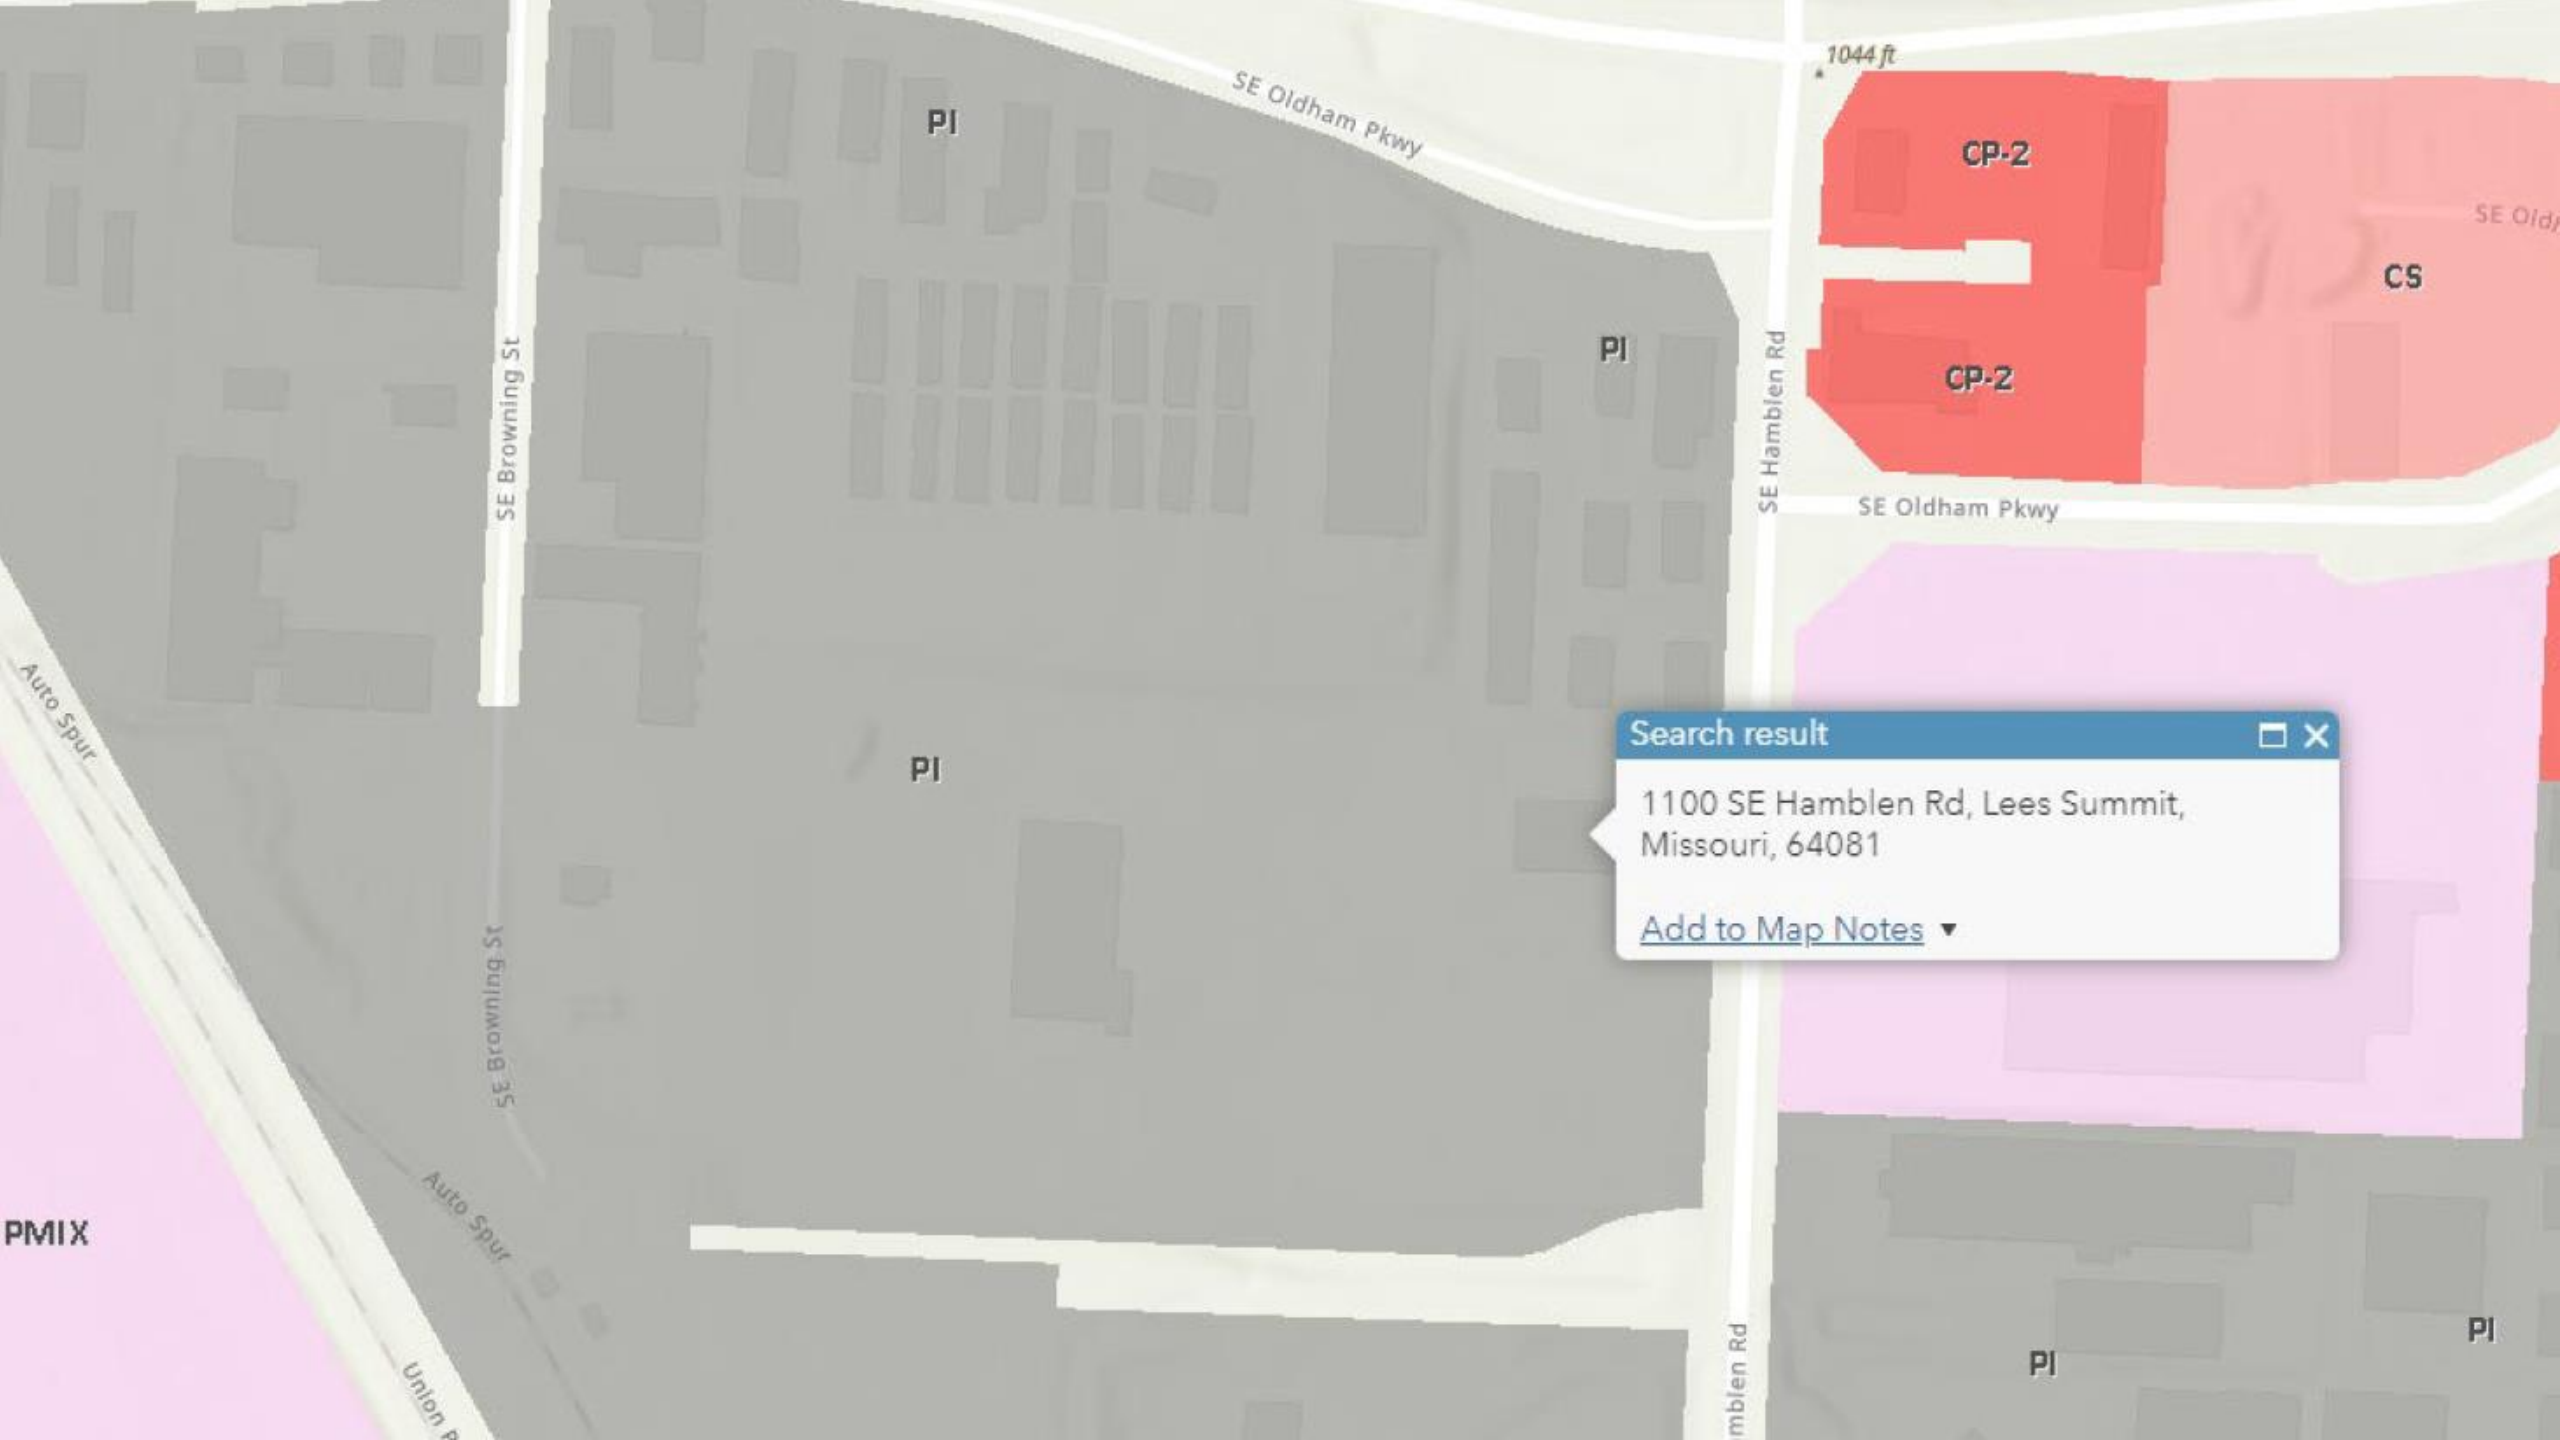 1044 ft
SE Oldham Pkwy
PI
CP-2
SE Old
CS
SE Browning St
PI
SE Hamblen Rd
CP-2
SE Oldham Pkwy
Auto Spur
Search result
PI
1100 SE Hamblen Rd, Lees Summit,
Missouri, 64081
Add to Map Notes
SE Browning St
Auto Spur
PMIX
PI
PI
mblen Rd
Union P